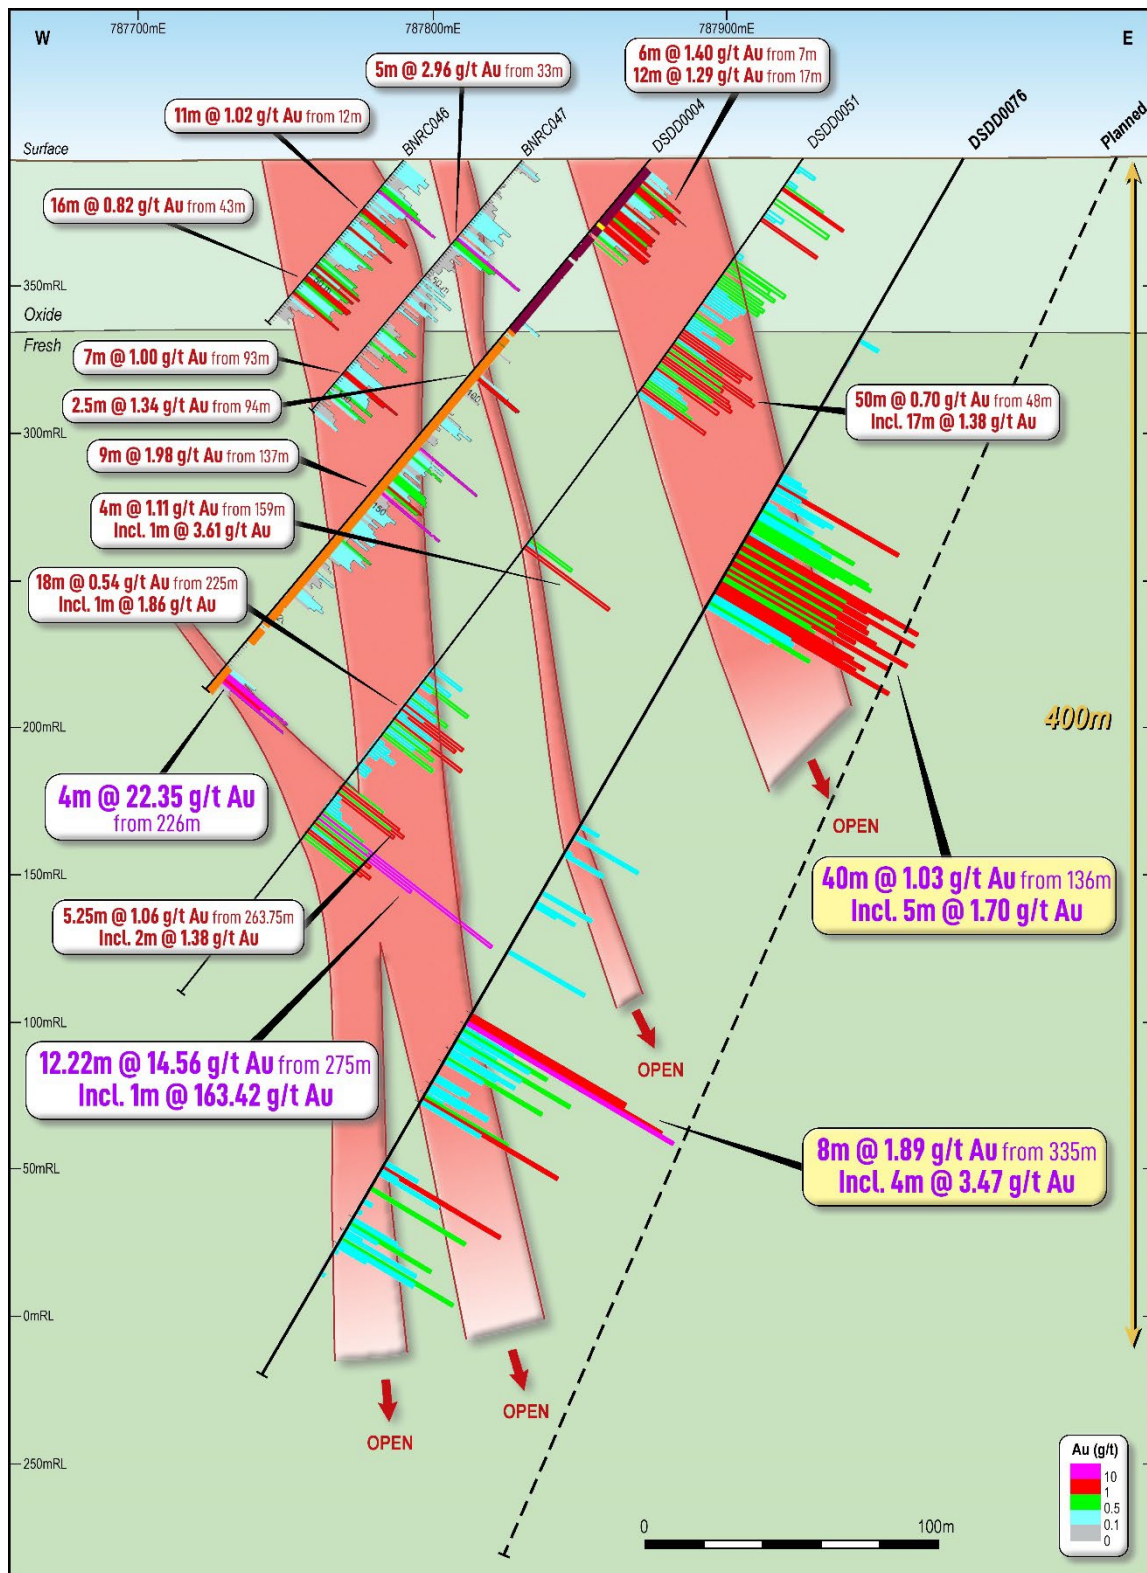 787700mE
787800mE
787900mE
W
E
6m @ 1.40 g/t Au from 7m
12m @ 1.29 g/t Au from 17m
5m @ 2.96 g/t Au from 33m
11m @ 1.02 g/t Au from 12m
BNRC046
BNRC047
DSDD0004
DSDD0051
DSDD0076
Planned
Surface
16m @ 0.82 g/t Au from 43m
350mRL
Oxide
Fresh
7m @ 1.00 g/t Au from 93m
2.5m @ 1.34 g/t Au from 94m
50m @ 0.70 g/t Au from 48m
Incl. 17m @ 1.38 g/t Au
300mRL
9m @ 1.98 g/t Au from 137m
4m @ 1.11 g/t Au from 159m
Incl. 1m @ 3.61 g/t Au
18m @ 0.54 g/t Au from 225m
Incl. 1m @ 1.86 g/t Au
200mRL
400m
4m @ 22.35 g/t Au
from 226m
OPEN
150mRL
40m @ 1.03 g/t Au from 136m
Incl. 5m @ 1.70 g/t Au
5.25m @ 1.06 g/t Au from 263.75m
Incl. 2m @ 1.38 g/t Au
100mRL
12.22m @ 14.56 g/t Au from 275m
Incl. 1m @ 163.42 g/t Au
OPEN
8m @ 1.89 g/t Au from 335m
Incl. 4m @ 3.47 g/t Au
50mRL
0mRL
OPEN
OPEN
250mRL
Au (g/t)
10
1
0.5
0.1
0
0
100m